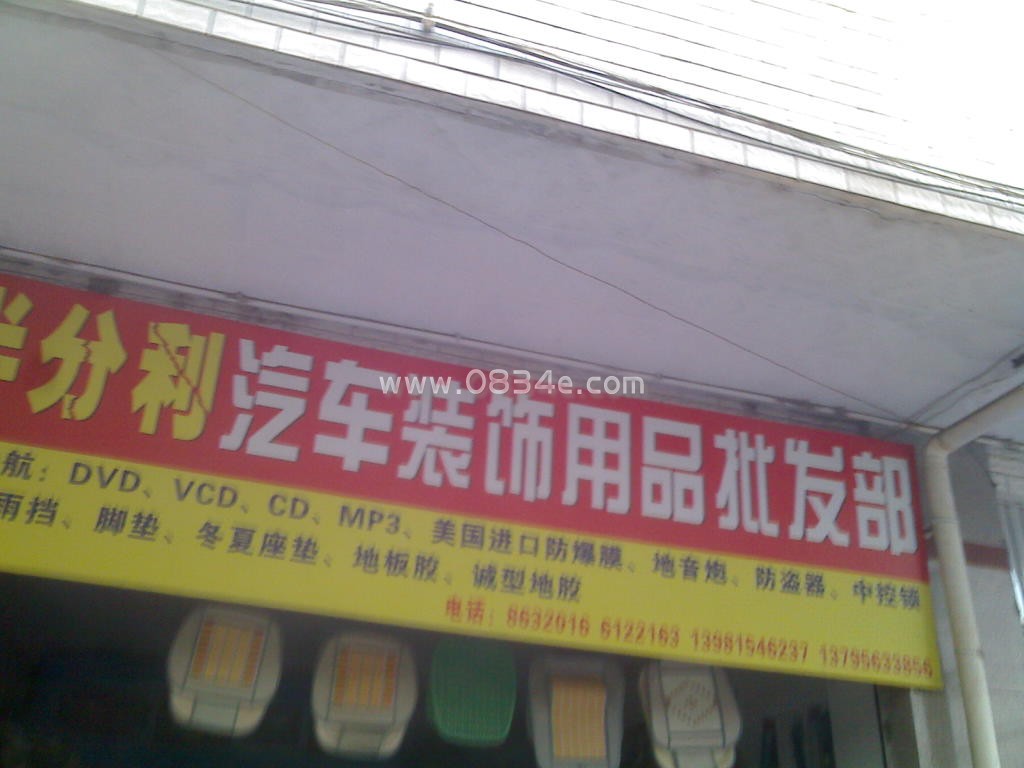 半分利汽车装饰用品批发部
www.0834e.com
航：DVD、VCD、CD、MP3、美国进口防爆膜、地音炮、防盗器、中控锁
雨挡、脚垫、冬夏座垫、地板胶、诚型地胶
电话：8632016 6122163 13981546237 13795633856